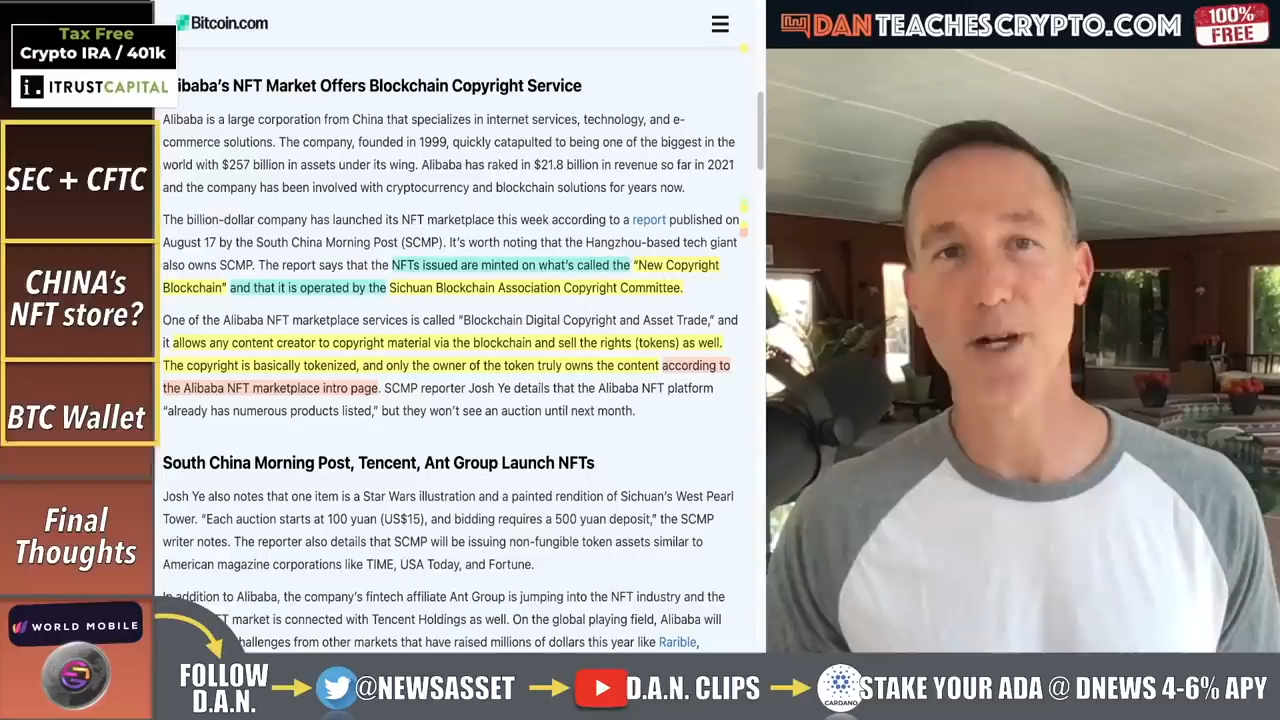 Tax Free
Crypto IRA / 401k
i. ITRUSTCAPITAL
SEC + CFTC
CHINA's
NFT store?
BTC Wallet
Final
Thoughts
WORLD MOBILE
Bitcoin.com
ibaba's NFT Market Offers Blockchain Copyright Service
Alibaba is a large corporation from China that specializes in internet services, technology, and e-
commerce solutions. The company, founded in 1999, quickly catapulted to being one of the biggest in the
world with $257 billion in assets under its wing. Alibaba has raked in $21.8 billion in revenue so far in 2021
and the company has been involved with cryptocurrency and blockchain solutions for years now.
The billion-dollar company has launched its NFT marketplace this week according to a report published on
August 17 by the South China Morning Post (SCMP). It's worth noting that the Hangzhou-based tech giant
also owns SCMP. The report says that the NFTs issued are minted on what's called the “New Copyright
Blockchain” and that it is operated by the Sichuan Blockchain Association Copyright Committee.
One of the Alibaba NFT marketplace services is called “Blockchain Digital Copyright and Asset Trade,” and
it allows any content creator to copyright material via the blockchain and sell the rights (tokens) as well.
The copyright is basically tokenized, and only the owner of the token truly owns the content according to
the Alibaba NFT marketplace intro page. SCMP reporter Josh Ye details that the Alibaba NFT platform
“already has numerous products listed,” but they won't see an auction until next month.
South China Morning Post, Tencent, Ant Group Launch NFTs
Josh Ye also notes that one item is a Star Wars illustration and a painted rendition of Sichuan's West Pearl
Tower. “Each auction starts at 100 yuan (US$15), and bidding requires a 500 yuan deposit,” the SCMP
writer notes. The reporter also details that SCMP will be issuing non-fungible token assets similar to
American magazine corporations like TIME, USA Today, and Fortune.
In addition to Alibaba, the company's fintech affiliate Ant Group is jumping into the NFT industry and the
FT market is connected with Tencent Holdings as well. On the global playing field, Alibaba will
challenges from other markets that have raised millions of dollars this year like Rarible,
DAN TEACHESCRYPTO.COM
100%
FREE
FOLLOW
D.A.N.
@NEWSASSET
D.A.N. CLIPS
CARDANO
STAKE YOUR ADA @ DNEWS 4-6% APY